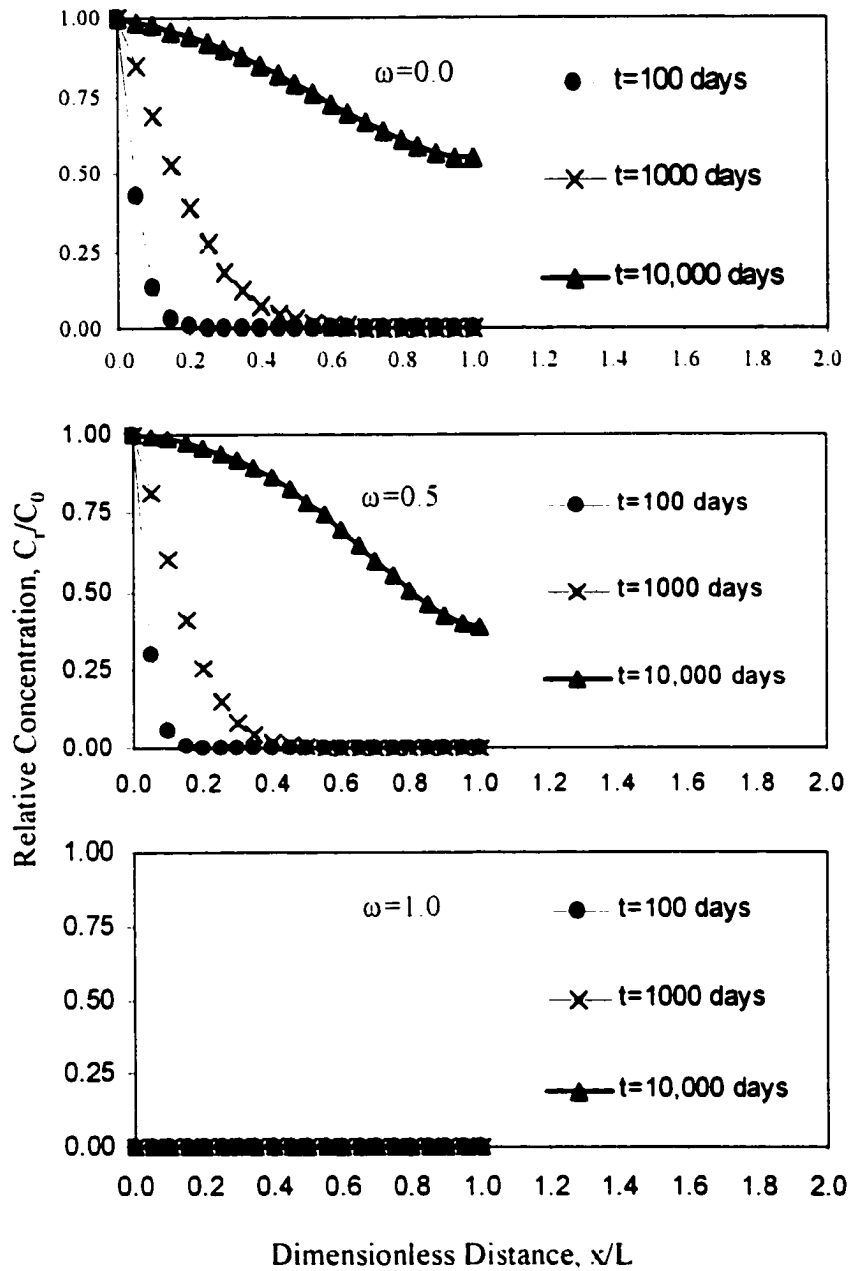 1.00
0.75
0.50
0.25
0.00
ω=0.0
t=100 days
t=1000 days
t=10,000 days
0.0 0.2 0.4 0.6 0.8 1.0 1.2 1.4 1.6 1.8 2.0
Relative Concentration, Cr/C0
1.00
0.75
0.50
0.25
0.00
ω=0.5
t=100 days
t=1000 days
t=10,000 days
0.0 0.2 0.4 0.6 0.8 1.0 1.2 1.4 1.6 1.8 2.0
1.00
0.75
0.50
0.25
0.00
ω=1.0
t=100 days
t=1000 days
t=10,000 days
0.0 0.2 0.4 0.6 0.8 1.0 1.2 1.4 1.6 1.8 2.0
Dimensionless Distance, x/L